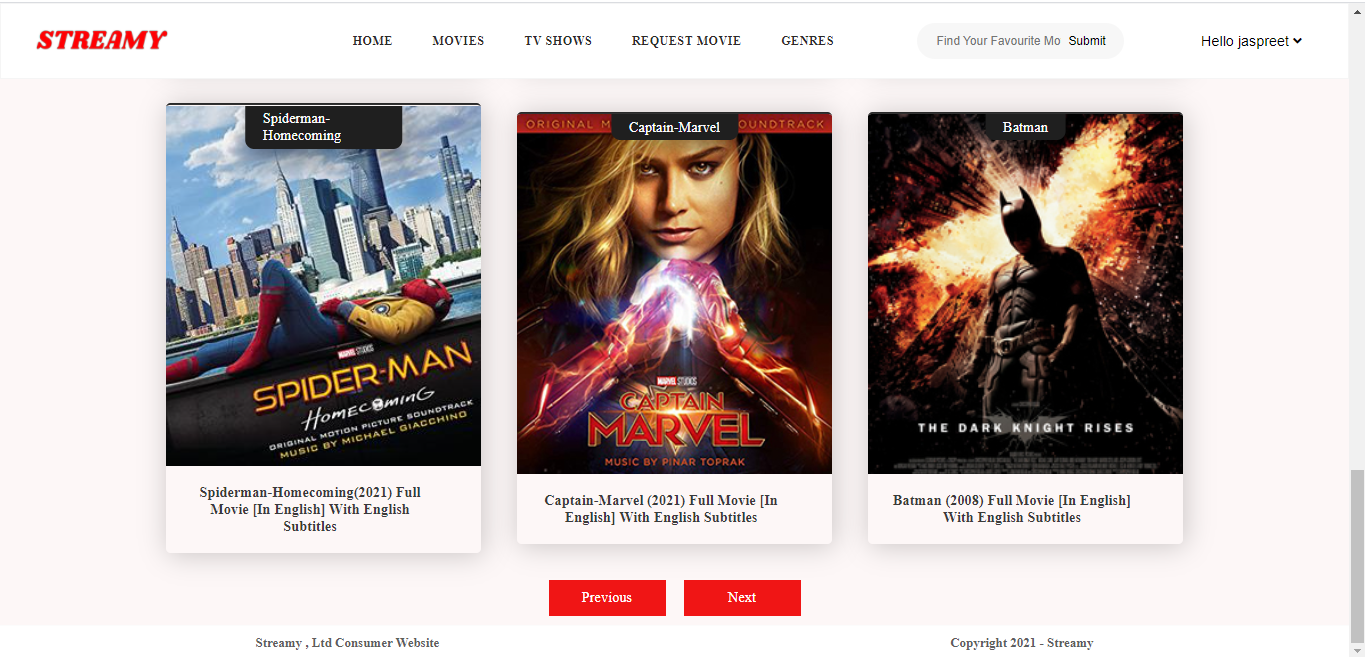 STREAMY
HOME MOVIES TV SHOWS REQUEST MOVIE GENRES
Find Your Favourite Mo Submit
Hello jaspreet
Spiderman-
Homecoming
MARVEL STUDIOS
SPIDER-MAN
HOMECOMING
ORIGINAL MOTION PICTURE SOUNDTRACK
MUSIC BY MICHAEL GIACCHINO
Spiderman-Homecoming(2021) Full
Movie [In English] With English
Subtitles
ORIGINAL M OUNDTRACK
Captain-Marvel
MARVEL STUDIOS
CAPTAIN
MARVEL
MUSIC BY PINAR TOPRAK
Captain-Marvel (2021) Full Movie [In
English] With English Subtitles
Batman
THE DARK KNIGHT RISES
Batman (2008) Full Movie [In English]
With English Subtitles
Previous Next
Streamy , Ltd Consumer Website
Copyright 2021 - Streamy